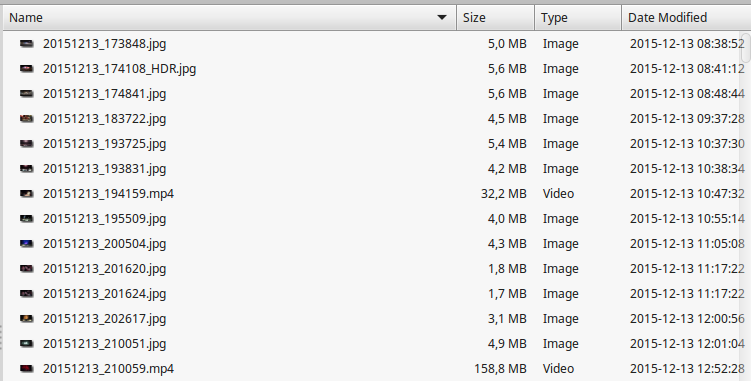 Name Size Type Date Modified
20151213_173848.jpg 5,0 MB Image 2015-12-13 08:38:52
20151213_174108_HDR.jpg 5,6 MB Image 2015-12-13 08:41:12
20151213_174841.jpg 5,6 MB Image 2015-12-13 08:48:44
20151213_183722.jpg 4,5 MB Image 2015-12-13 09:37:28
20151213_193725.jpg 5,4 MB Image 2015-12-13 10:37:30
20151213_193831.jpg 4,2 MB Image 2015-12-13 10:38:34
20151213_194159.mp4 32,2 MB Video 2015-12-13 10:47:32
20151213_195509.jpg 4,0 MB Image 2015-12-13 10:55:14
20151213_200504.jpg 4,3 MB Image 2015-12-13 11:05:08
20151213_201620.jpg 1,8 MB Image 2015-12-13 11:17:22
20151213_201624.jpg 1,7 MB Image 2015-12-13 11:17:22
20151213_202617.jpg 3,1 MB Image 2015-12-13 12:00:56
20151213_210051.jpg 4,9 MB Image 2015-12-13 12:01:04
20151213_210059.mp4 158,8 MB Video 2015-12-13 12:52:28